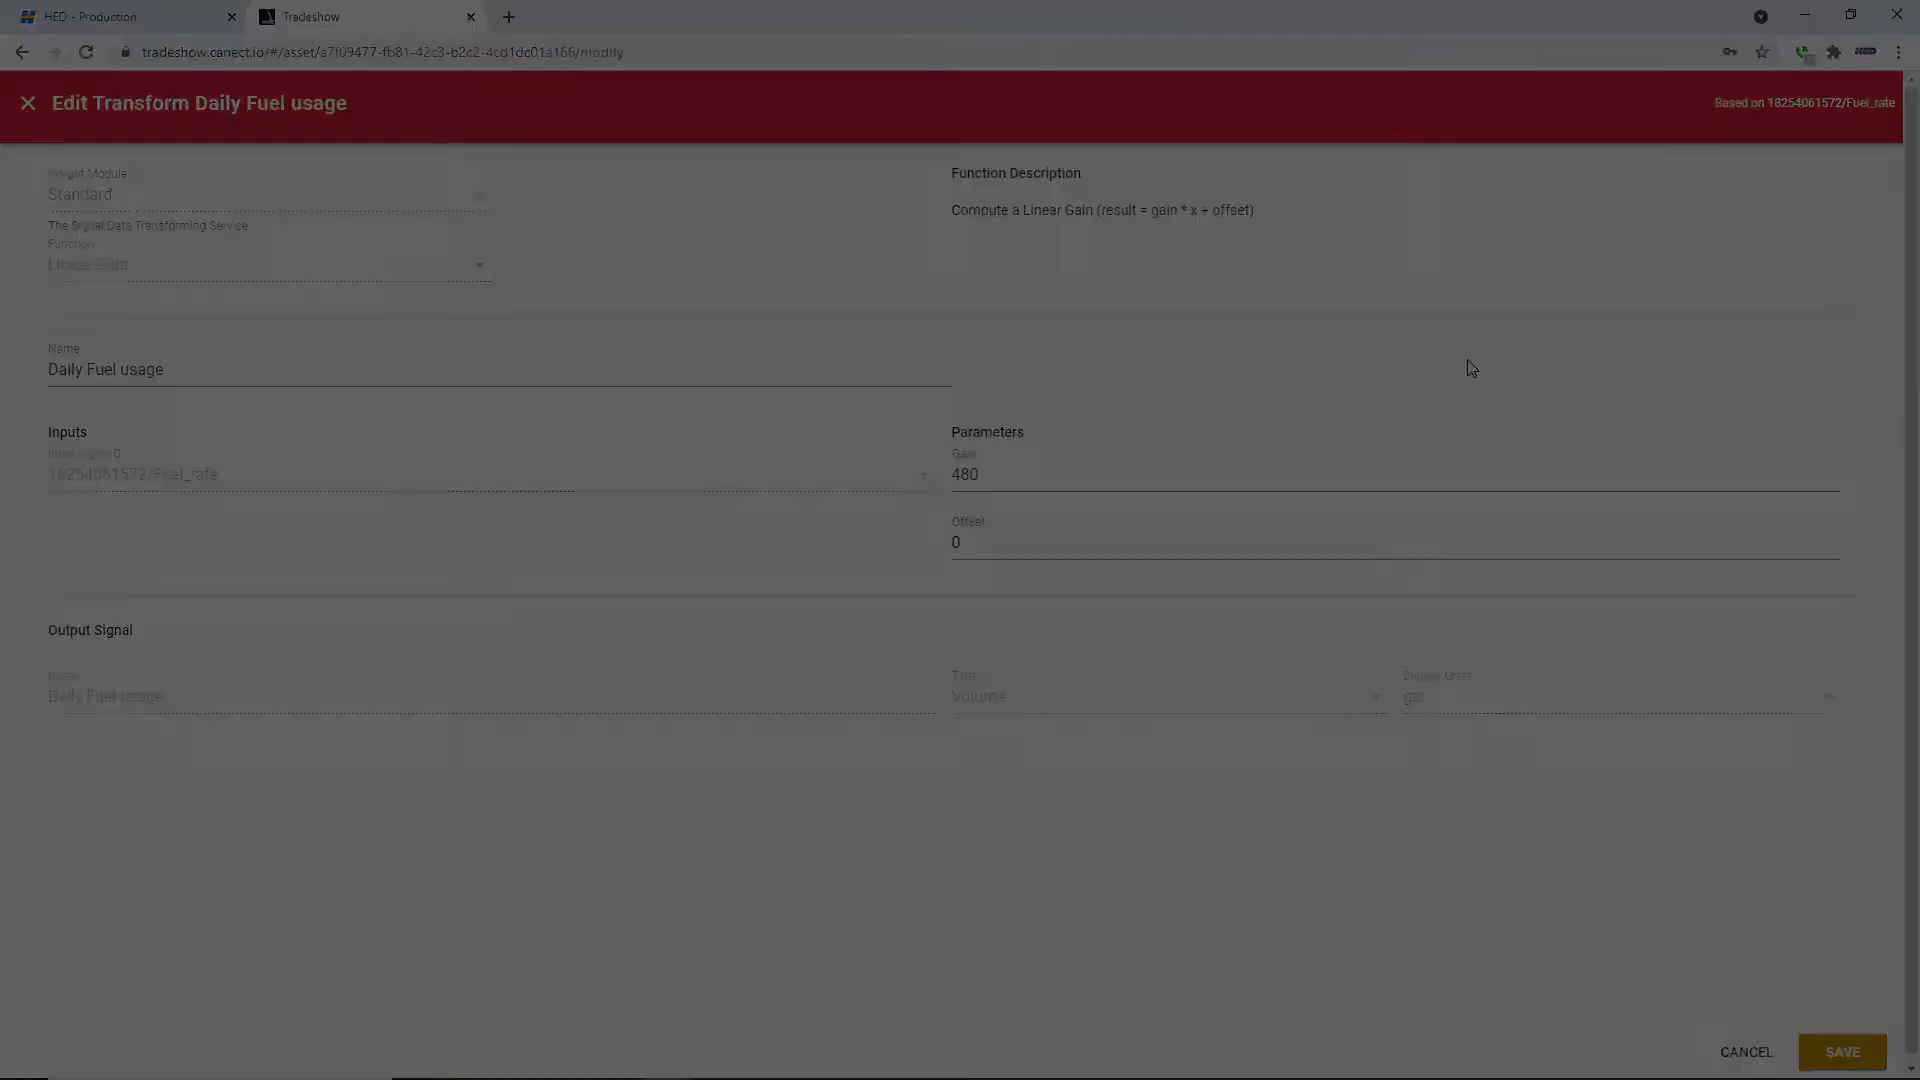 HED - Production
Tradeshow
tradeshow.canect.io/#/asset/a7f09477-fb81-42c3-b2c2-4cd1dc01a166/modify
Edit Transform Daily Fuel usage
Based on 18254061572/Fuel_rate
Insight Module
Standard
The Signal Data Transforming Service
Function
Linear
Function Description
Compute a Linear Gain (result = gain * x + offset)
Name
Daily Fuel usage
Inputs
Input Signal 0
18254061572/Fuel_rate
Parameters
Gain
480
Offset
0
Output Signal
Name
Daily Fuel usage
Type
Volume
Units
gal
CANCEL
SAVE